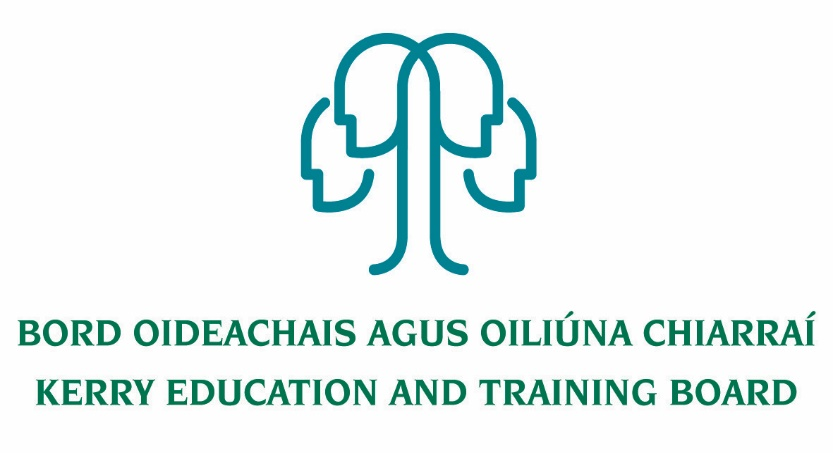 BORD OIDEACHAIS AGUS OILIÚNA CHIARRAÍ
KERRY EDUCATION AND TRAINING BOARD